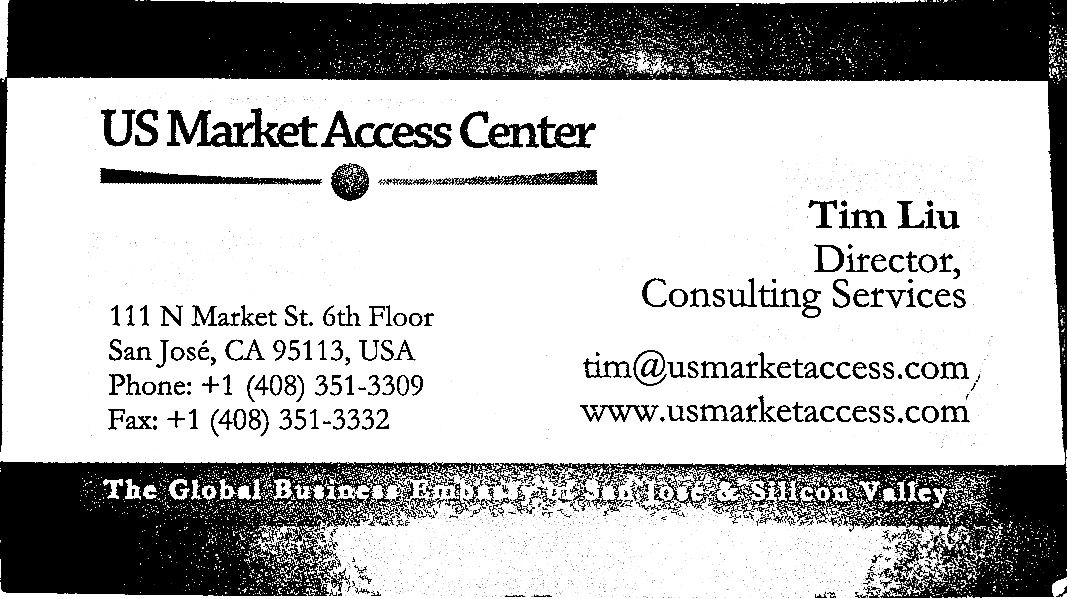 US Market Access Center
Tim Liu
Director,
Consulting Services
111 N Market St. 6th Floor
San José, CA 95113, USA
Phone: +1 (408) 351-3309
Fax: +1 (408) 351-3332
tim@usmarketaccess.com
www.usmarketaccess.com
The Global Business Embassy of San José & Silicon Valley